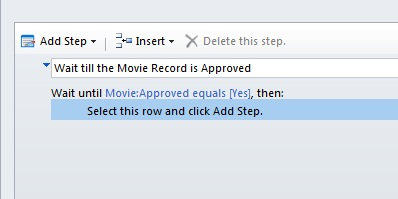 Add Step Insert Delete this step.
Wait till the Movie Record is Approved
Wait until Movie:Approved equals [Yes], then:
Select this row and click Add Step.